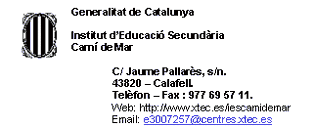 Generalitat de Catalunya
Institut d'Educació Secundària
Camí de Mar
C/ Jaume Pallarès, s/n.
43820 – Calafell.
Telèfon – Fax : 977 69 57 11.
Web: http://www.xtec.es/iescamidemar
Email: e3007257@centres.xtec.es